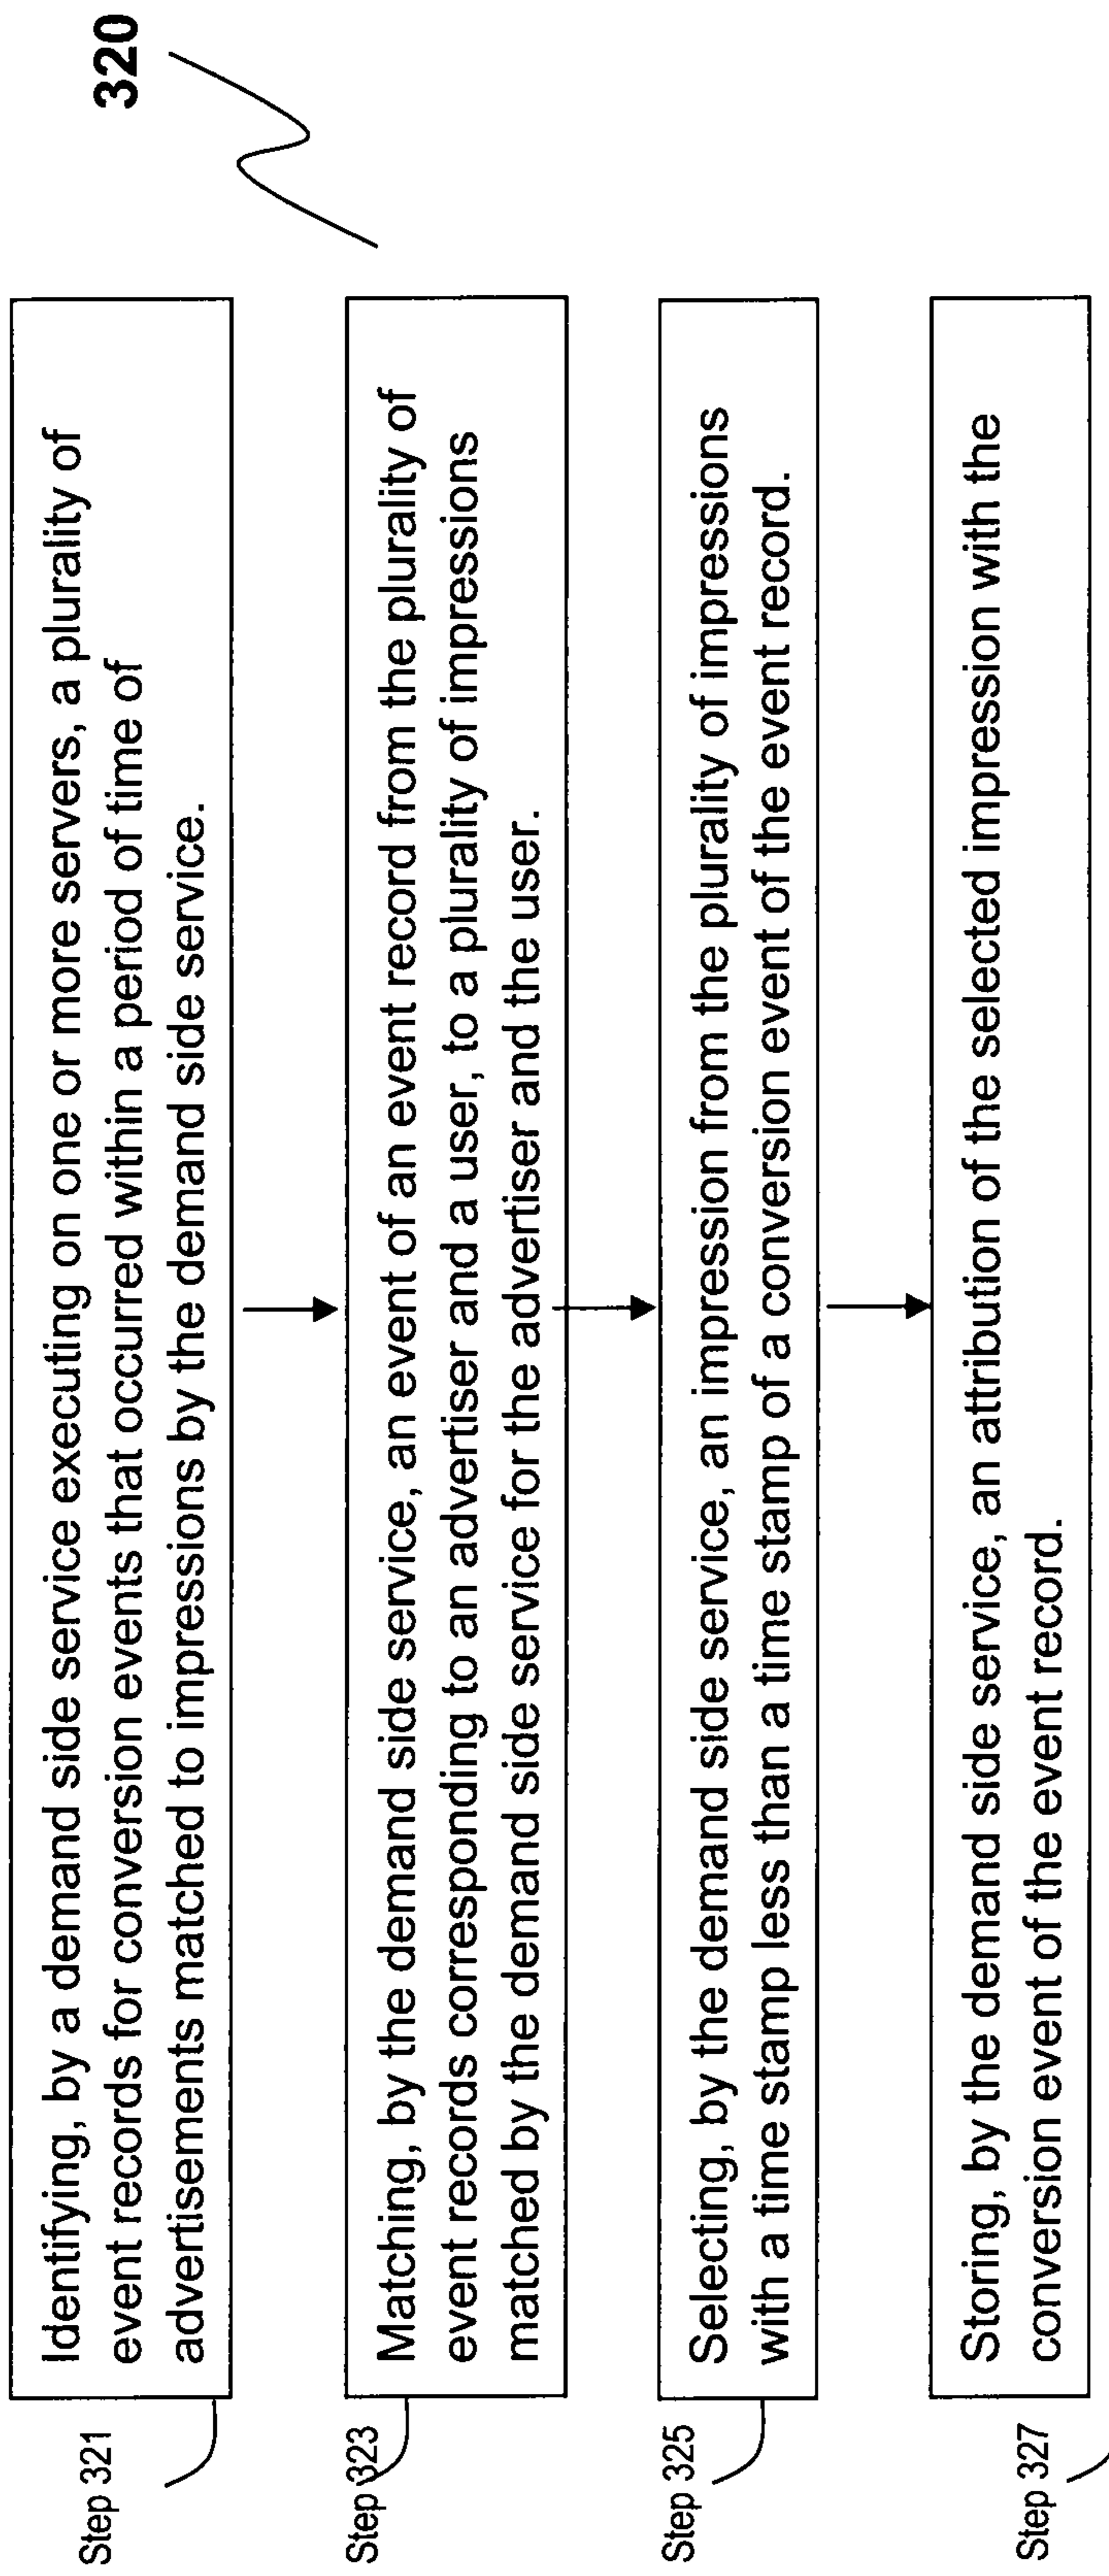 320
Step 321
Identifying, by a demand side service executing on one or more servers, a plurality of
event records for conversion events that occurred within a period of time of
advertisements matched to impressions by the demand side service.
Step 323
Matching, by the demand side service, an event of an event record from the plurality of
event records corresponding to an advertiser and a user, to a plurality of impressions
matched by the demand side service for the advertiser and the user.
Step 325
Selecting, by the demand side service, an impression from the plurality of impressions
with a time stamp less than a time stamp of a conversion event of the event record.
Step 327
Storing, by the demand side service, an attribution of the selected impression with the
conversion event of the event record.